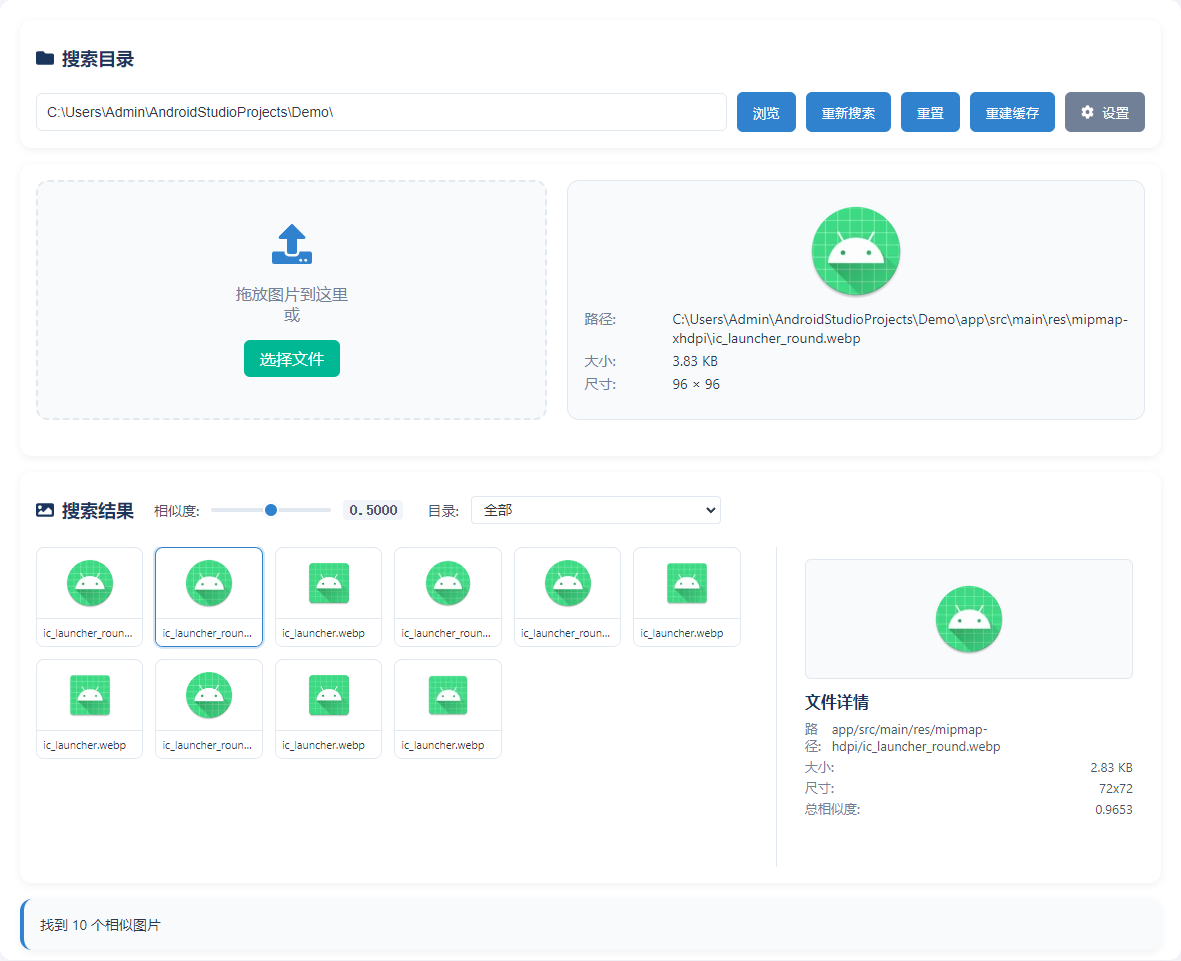 搜索目录
C:\Users\Admin\AndroidStudioProjects\Demo\
浏览
重新搜索
重置
重建缓存
设置
拖放图片到这里
或
选择文件
路径: C:\Users\Admin\AndroidStudioProjects\Demo\app\src\main\res\mipmap-
xhdpi\ic_launcher_round.webp
大小: 3.83 KB
尺寸: 96 × 96
搜索结果
相似度: 0.5000
目录: 全部
ic_launcher_roun...
ic_launcher_roun...
ic_launcher.webp
ic_launcher_roun...
ic_launcher_roun...
ic_launcher.webp
ic_launcher.webp
ic_launcher_roun...
ic_launcher.webp
ic_launcher.webp
文件详情
路 app/src/main/res/mipmap-
径: hdpi/ic_launcher_round.webp
大小: 2.83 KB
尺寸: 72x72
总相似度: 0.9653
找到 10 个相似图片